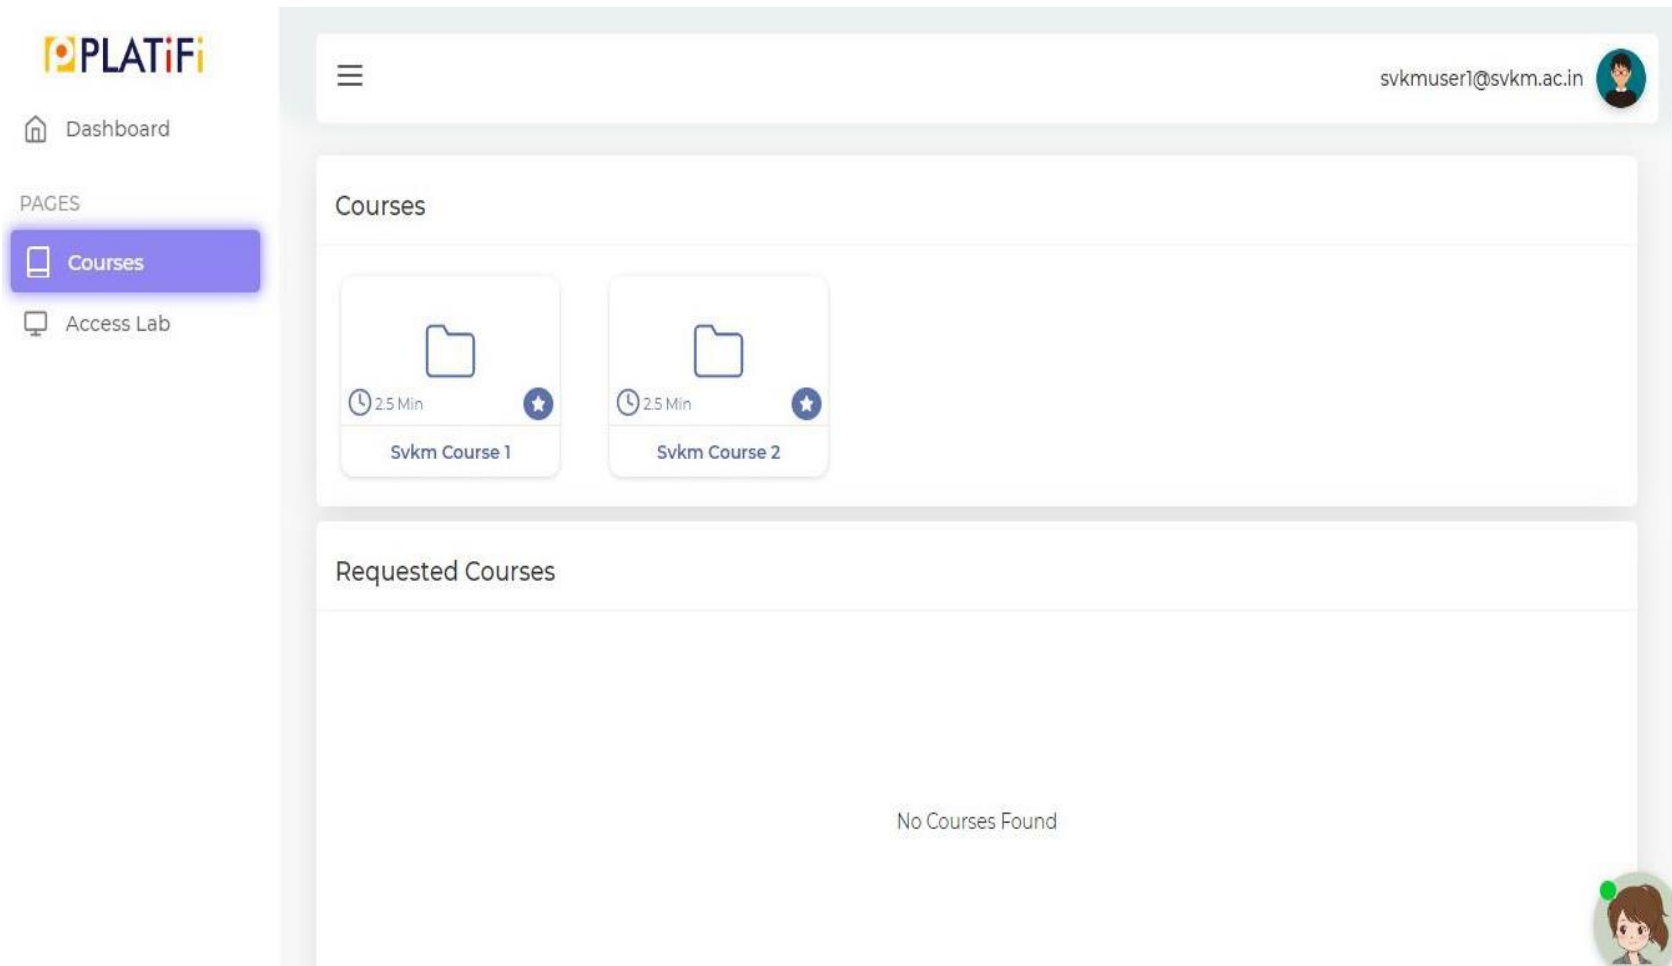 PLATiFi
svkmuser1@svkm.ac.in
Dashboard
PAGES
Courses
Access Lab
Courses
2.5 Min
Svkm Course 1
2.5 Min
Svkm Course 2
Requested Courses
No Courses Found